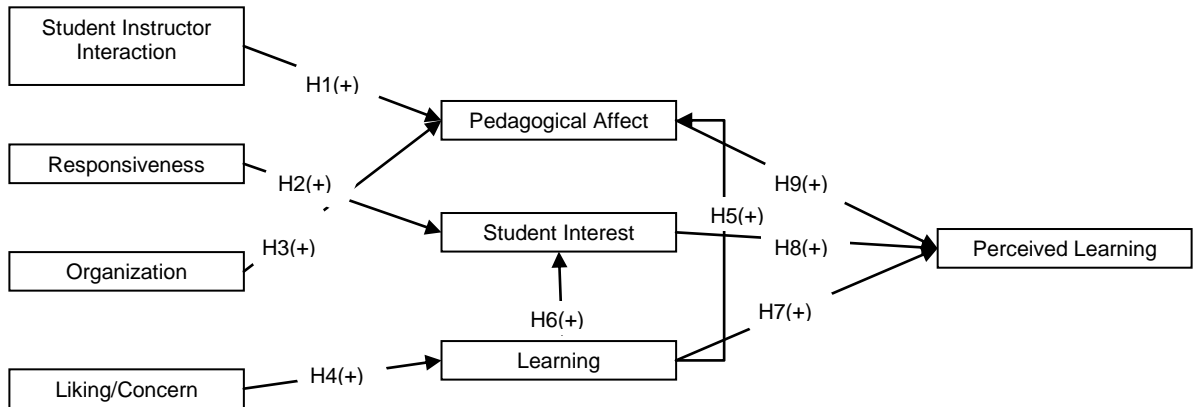 Student Instructor
Interaction
H1(+)
Pedagogical Affect
Responsiveness
H2(+)
H9(+)
H5(+)
Student Interest
H8(+)
Perceived Learning
H3(+)
Organization
H6(+)
H7(+)
Learning
H4(+)
Liking/Concern